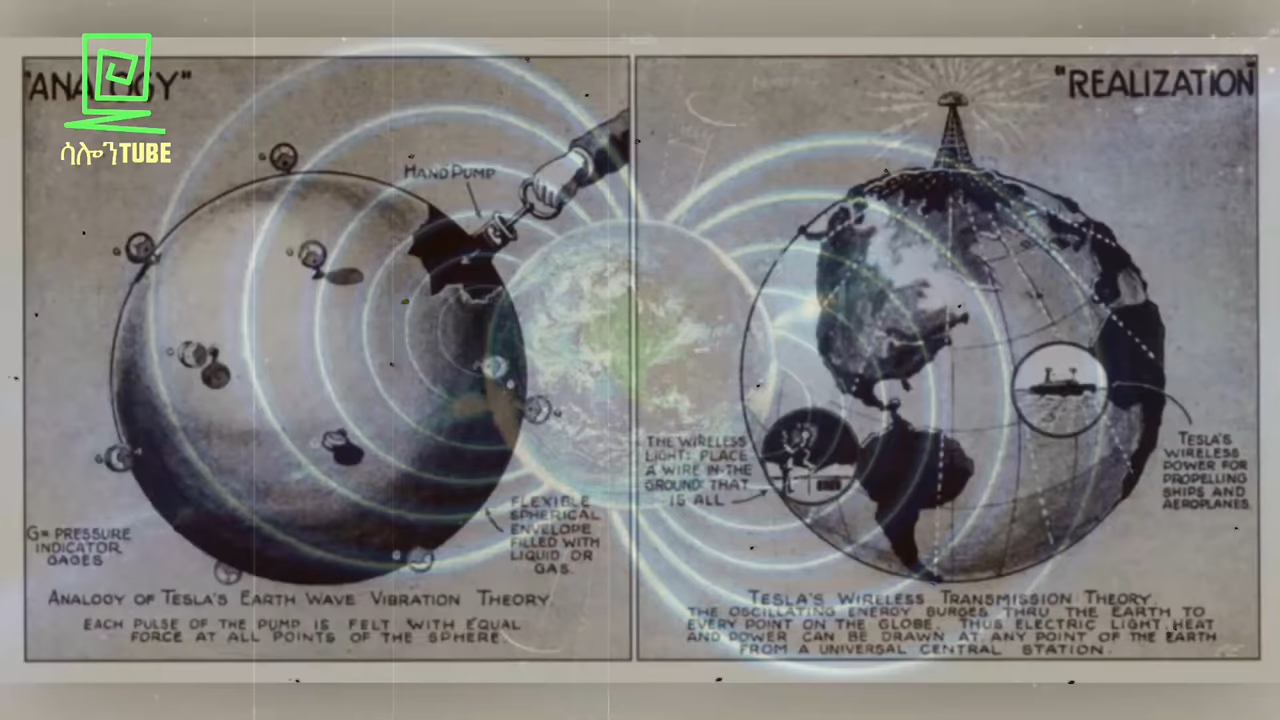 "ANALOGY"
ሳሎንTUBE
HAND PUMP
G= PRESSURE
INDICATOR
GAGES
FLEXIBLE
SPHERICAL
ENVELOPE
FILLED WITH
LIQUID OR
GAS.
ANALOGY OF TESLA'S EARTH WAVE VIBRATION THEORY
EACH PULSE OF THE PUMP IS FELT WITH EQUAL
FORCE AT ALL POINTS OF THE SPHERE
"REALIZATION"
THE WIRELESS
LIGHT: PLACE
A WIRE IN THE
GROUND: THAT
IS ALL
TESLA'S
WIRELESS
POWER FOR
PROPELLING
SHIPS AND
AEROPLANES.
TESLA'S WIRELESS TRANSMISSION THEORY.
THE OSCILLATING ENERGY SURGES THRU THE EARTH TO
EVERY POINT ON THE GLOBE. THUS ELECTRIC LIGHT, HEAT
AND POWER CAN BE DRAWN AT ANY POINT OF THE EARTH
FROM A UNIVERSAL CENTRAL STATION.